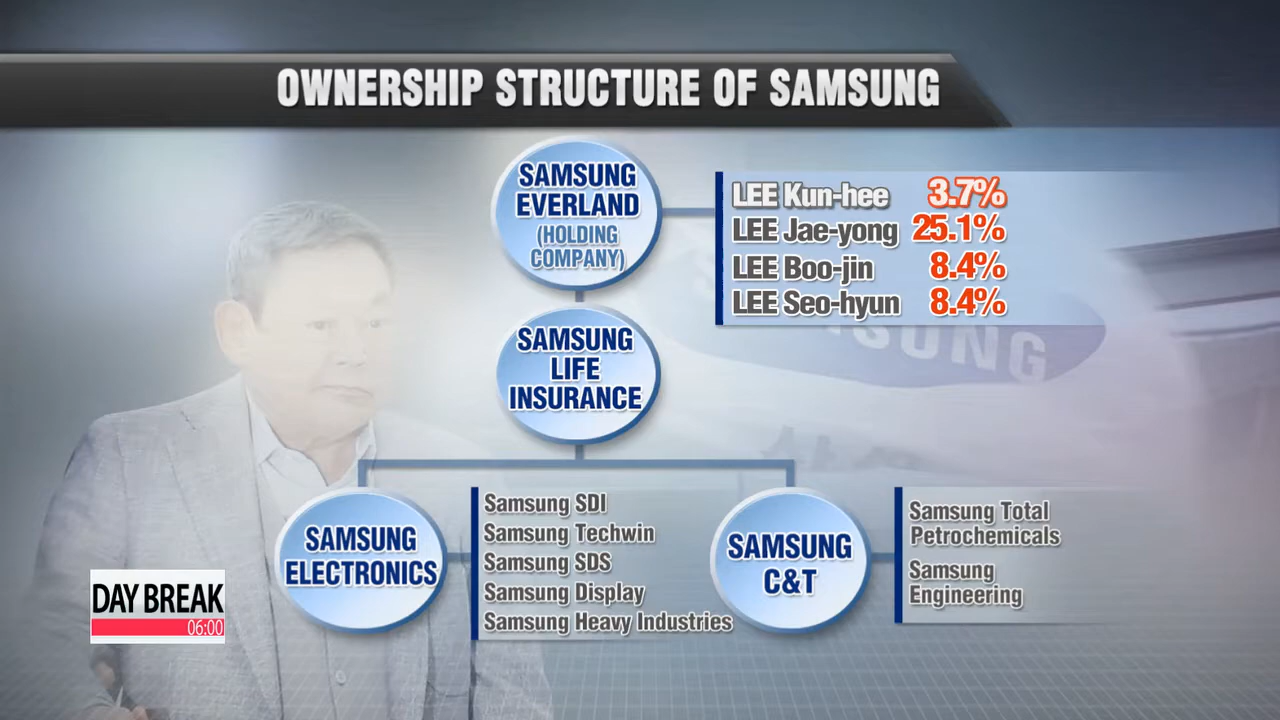 OWNERSHIP STRUCTURE OF SAMSUNG
SAMSUNG
EVERLAND
(HOLDING
COMPANY)
LEE Kun-hee 3.7%
LEE Jae-yong 25.1%
LEE Boo-jin 8.4%
LEE Seo-hyun 8.4%
SUNG
SAMSUNG
LIFE
INSURANCE
SAMSUNG
ELECTRONICS
Samsung SDI
Samsung Techwin
Samsung SDS
Samsung Display
Samsung Heavy Industries
SAMSUNG
C&T
Samsung Total
Petrochemicals
Samsung
Engineering
DAY BREAK
06:00